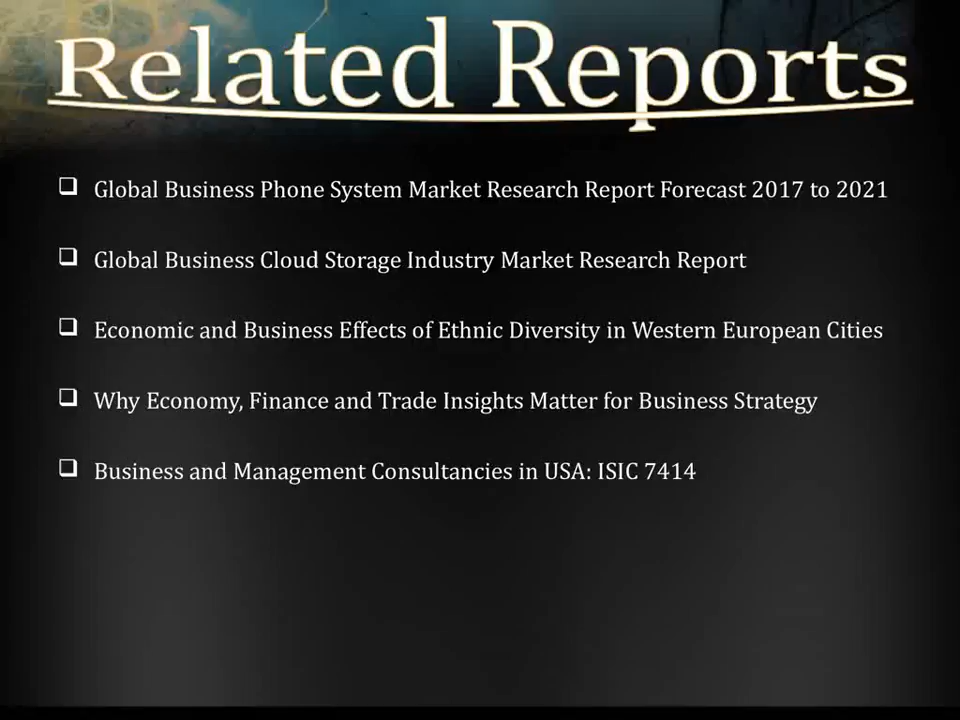 Related Reports
Global Business Phone System Market Research Report Forecast 2017 to 2021
Global Business Cloud Storage Industry Market Research Report
Economic and Business Effects of Ethnic Diversity in Western European Cities
Why Economy, Finance and Trade Insights Matter for Business Strategy
Business and Management Consultancies in USA: ISIC 7414